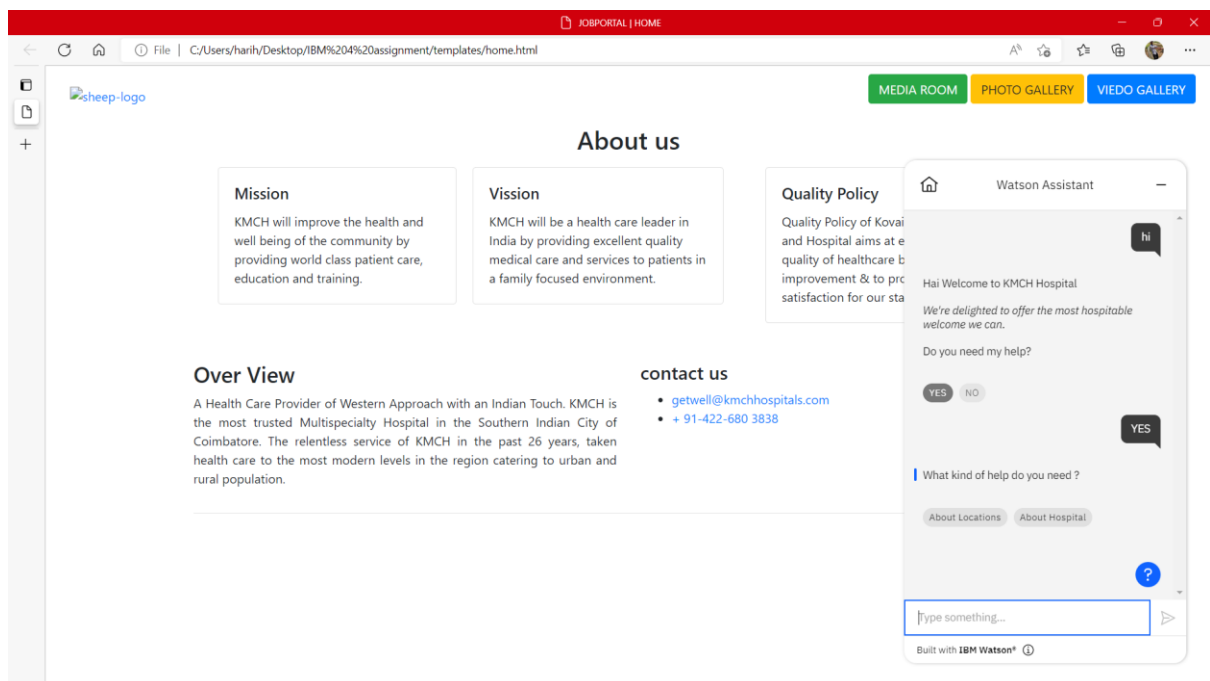 JOBPORTAL | HOME
File | C:/Users/harih/Desktop/IBM%204%20assignment/templates/home.html
sheep-logo
MEDIA ROOM
PHOTO GALLERY
VIEDO GALLERY
About us
Mission
KMCH will improve the health and
well being of the community by
providing world class patient care,
education and training.
Vission
KMCH will be a health care leader in
India by providing excellent quality
medical care and services to patients in
a family focused environment.
Quality Policy
Quality Policy of Kovai
and Hospital aims at e
quality of healthcare b
improvement & to pro
satisfaction for our sta
Over View
A Health Care Provider of Western Approach with an Indian Touch. KMCH is
the most trusted Multispecialty Hospital in the Southern Indian City of
Coimbatore. The relentless service of KMCH in the past 26 years, taken
health care to the most modern levels in the region catering to urban and
rural population.
contact us
• getwell@kmchhospitals.com
• + 91-422-680 3838
Watson Assistant
hi
Hai Welcome to KMCH Hospital
We're delighted to offer the most hospitable
welcome we can.
Do you need my help?
YES NO
YES
What kind of help do you need ?
About Locations About Hospital
?
Type something...
Built with IBM Watson®